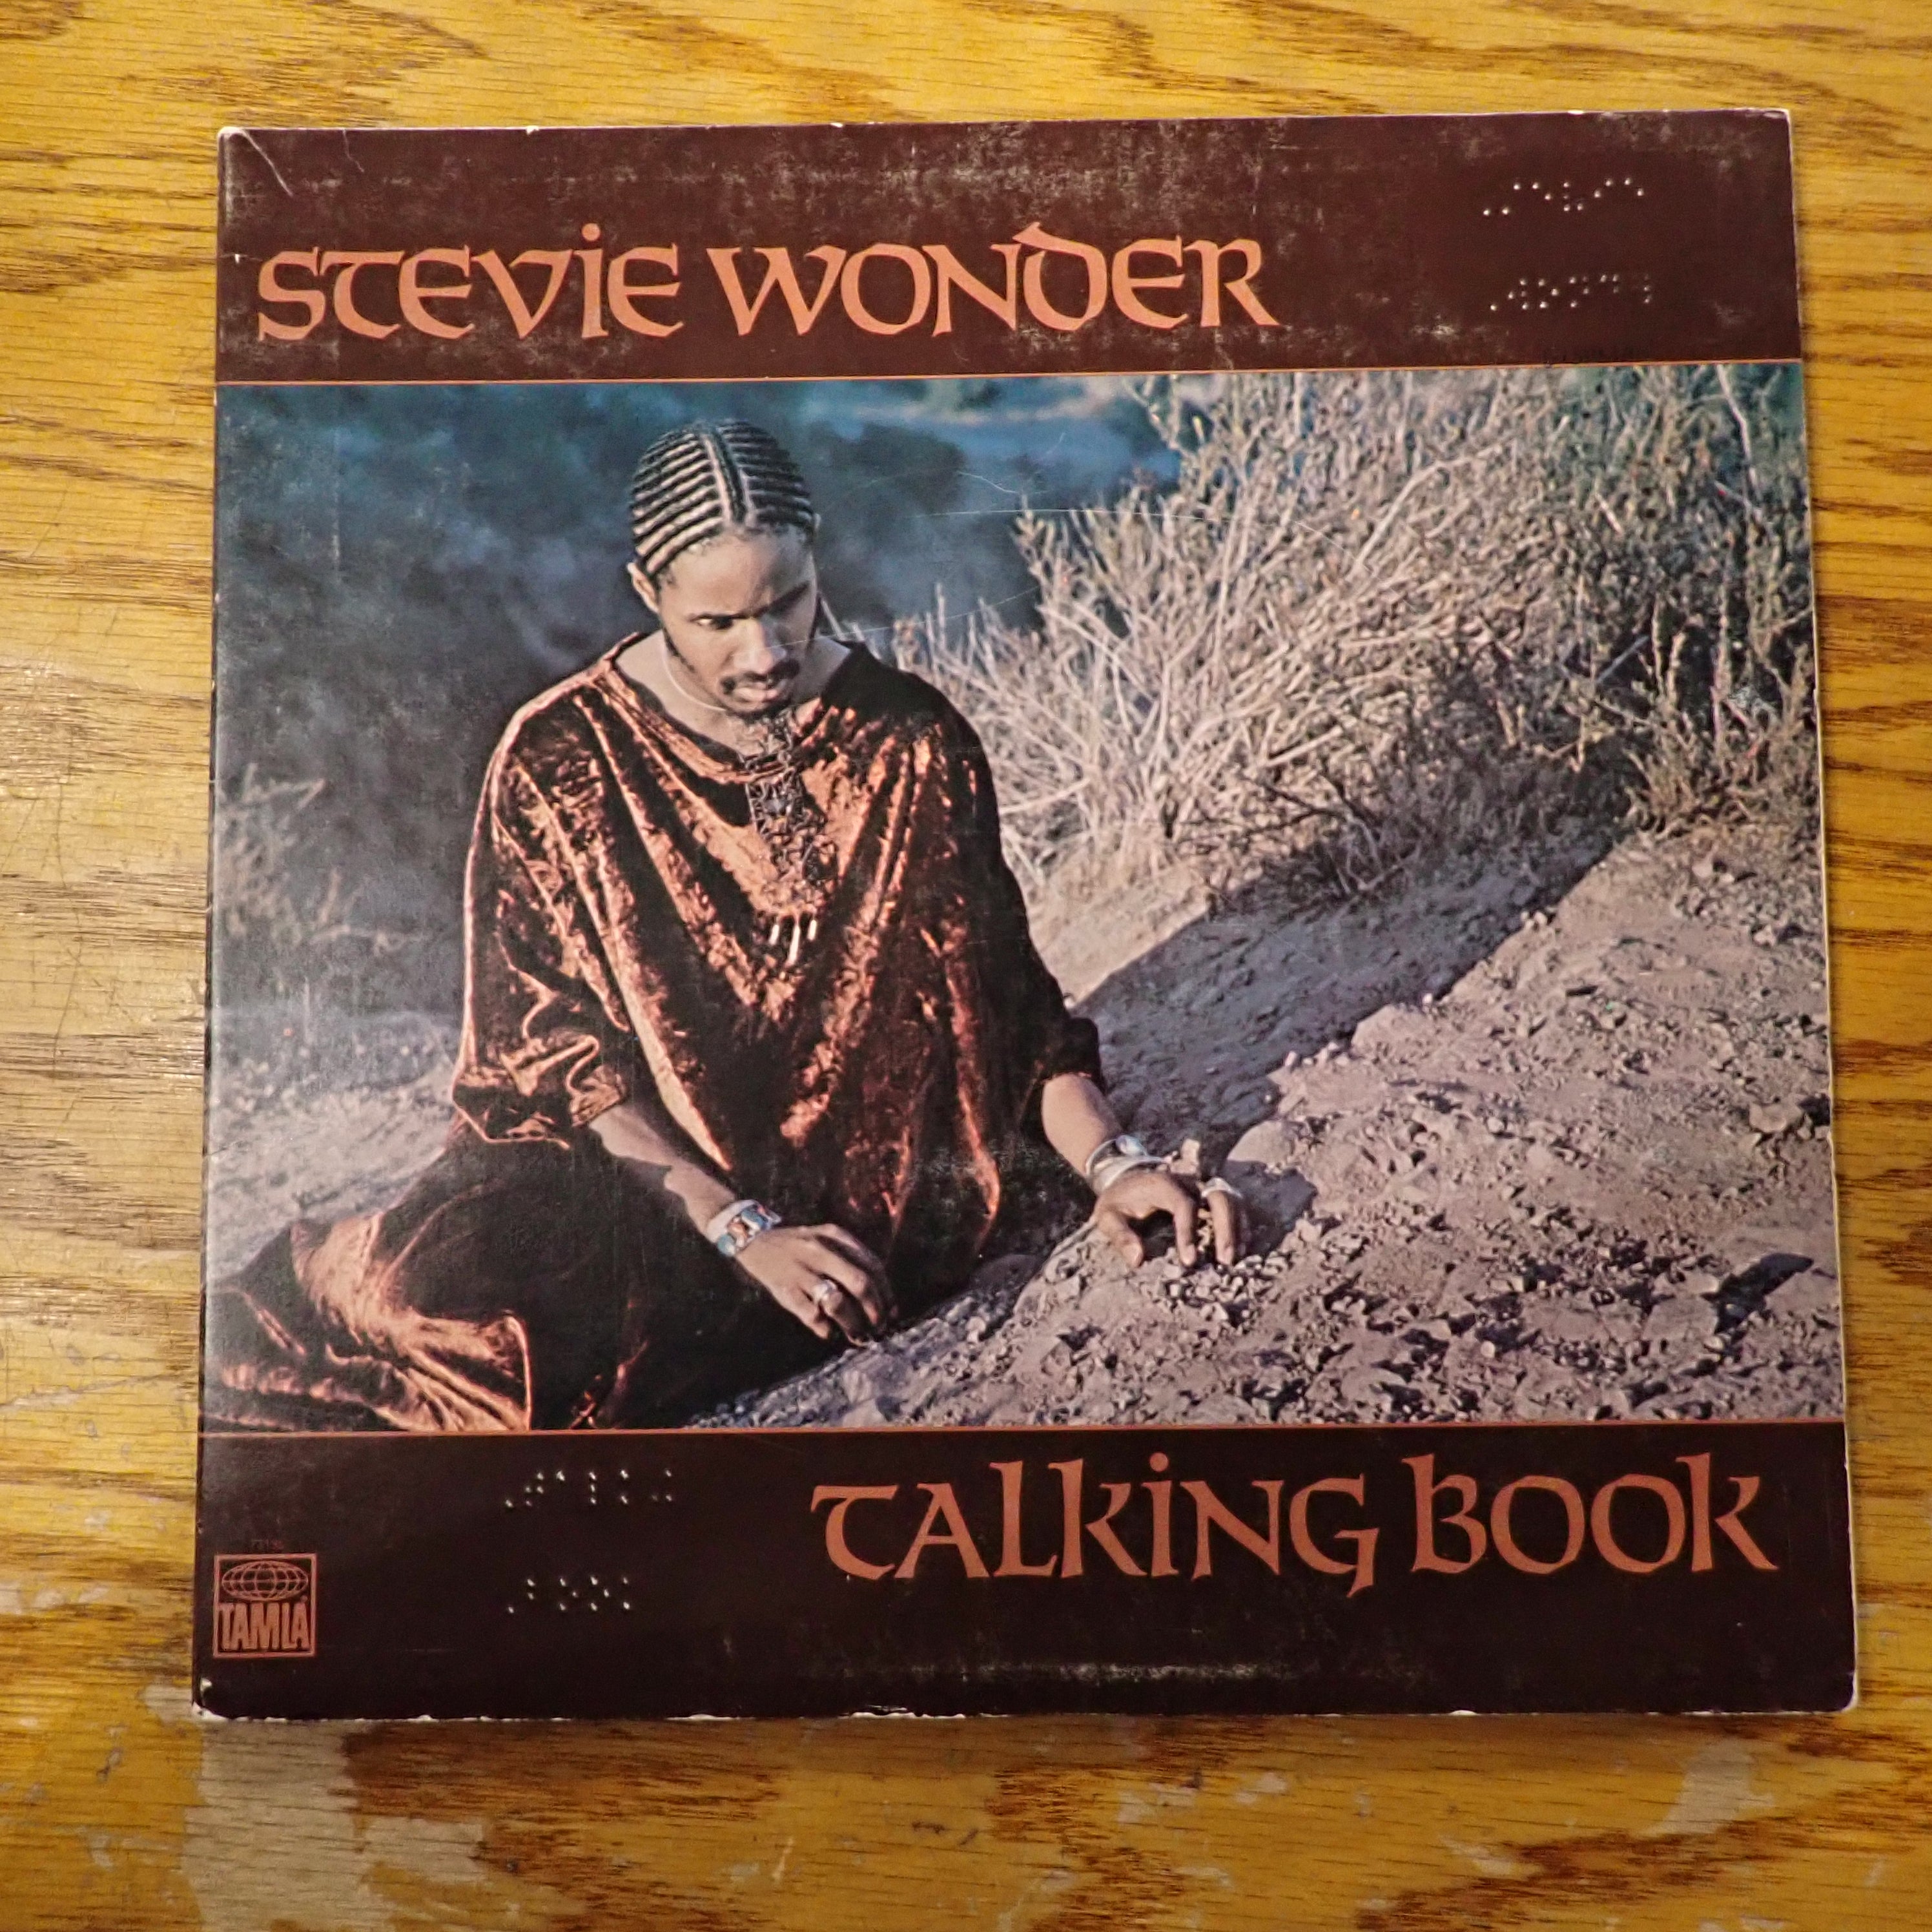 STEVIE WONDER
TALKING BOOK
TAMLA